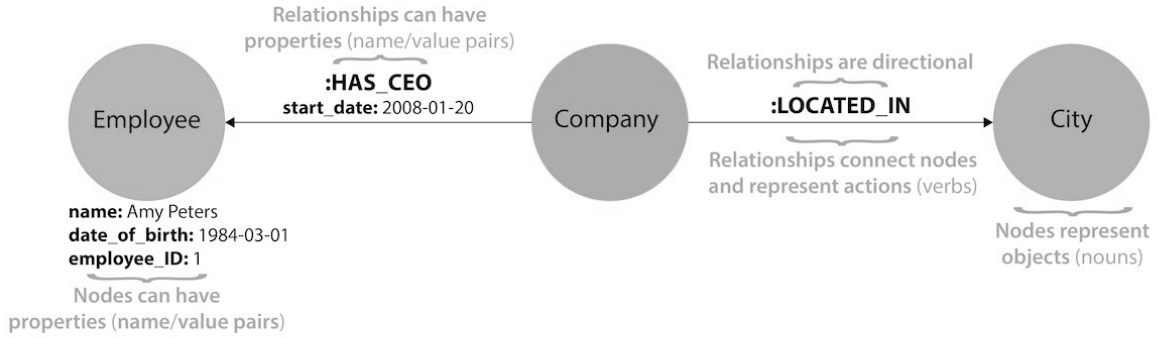 Relationships can have
properties (name/value pairs)
:HAS_CEO
start_date: 2008-01-20
Relationships are directional
:LOCATED_IN
Relationships connect nodes
and represent actions (verbs)
Employee
Company
City
name: Amy Peters
date_of_birth: 1984-03-01
employee_ID: 1
Nodes can have
properties (name/value pairs)
Nodes represent
objects (nouns)